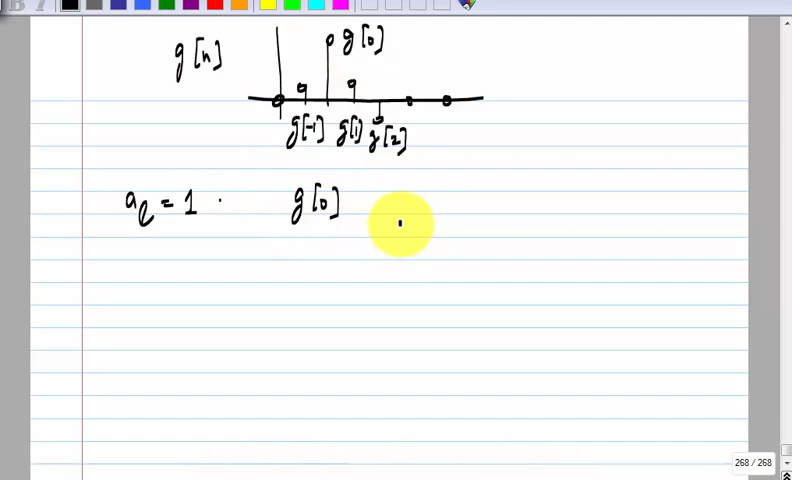 g[n] g[0]
g[-1] g[1] g[2]
a_l = 1 . g[0]
268 / 268